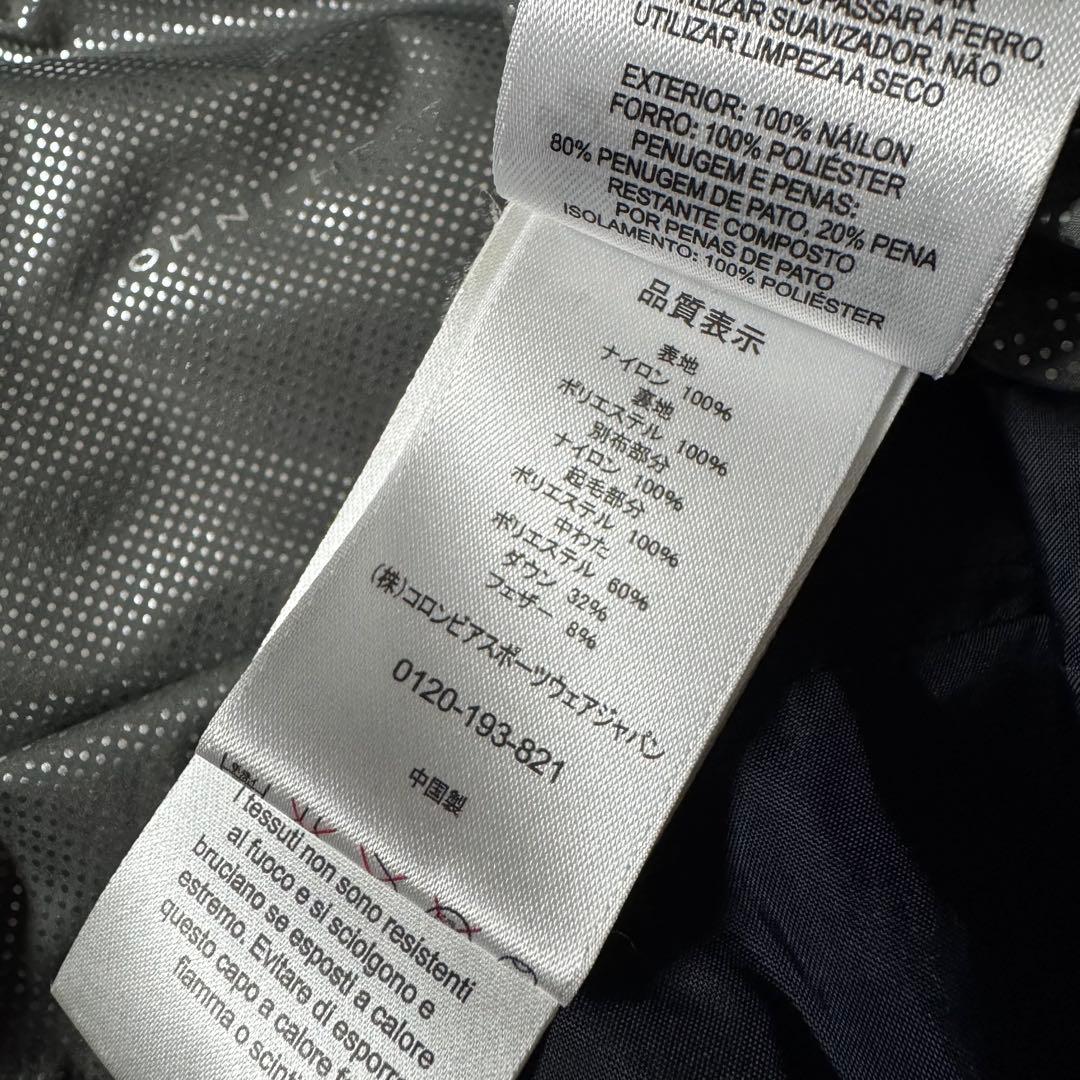 PASSAR A FERRO,
UTILIZAR SUAVIZADOR, NÃO
UTILIZAR LIMPEZA A SECO
EXTERIOR: 100% NÁILON
FORRO: 100% POLIÉSTER
PENUGEM E PENAS:
80% PENUGEM DE PATO, 20% PENA
RESTANTE COMPOSTO
POR PENAS DE PATO
ISOLAMENTO: 100% POLIÉSTER
品質表示
表地
ナイロン 100%
裏地
ポリエステル 100%
別布部分
ナイロン 100%
起毛部分
ポリエステル 100%
中わた
ポリエステル 60%
ダウン 32%
フェザー 8%
(株)コロンビアスポーツウェアジャパン
0120-193-821
中国製
I tessuti non sono resistenti
al fuoco e si sciolgono e
bruciano se esposti a calore
estremo. Evitare di esporre
questo capo a calore
fiamma o